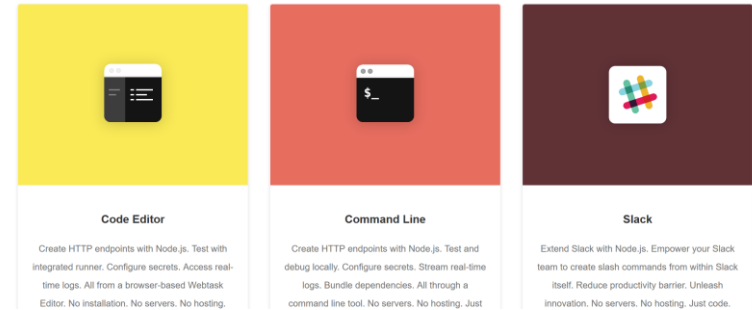 $_
Code Editor
Create HTTP endpoints with Node.js. Test with
integrated runner. Configure secrets. Access real-
time logs. All from a browser-based Webtask
Editor. No installation. No servers. No hosting.
Command Line
Create HTTP endpoints with Node.js. Test and
debug locally. Configure secrets. Stream real-time
logs. Bundle dependencies. All through a
command line tool. No servers. No hosting. Just
Slack
Extend Slack with Node.js. Empower your Slack
team to create slash commands from within Slack
itself. Reduce productivity barrier. Unleash
innovation. No servers. No hosting. Just code.